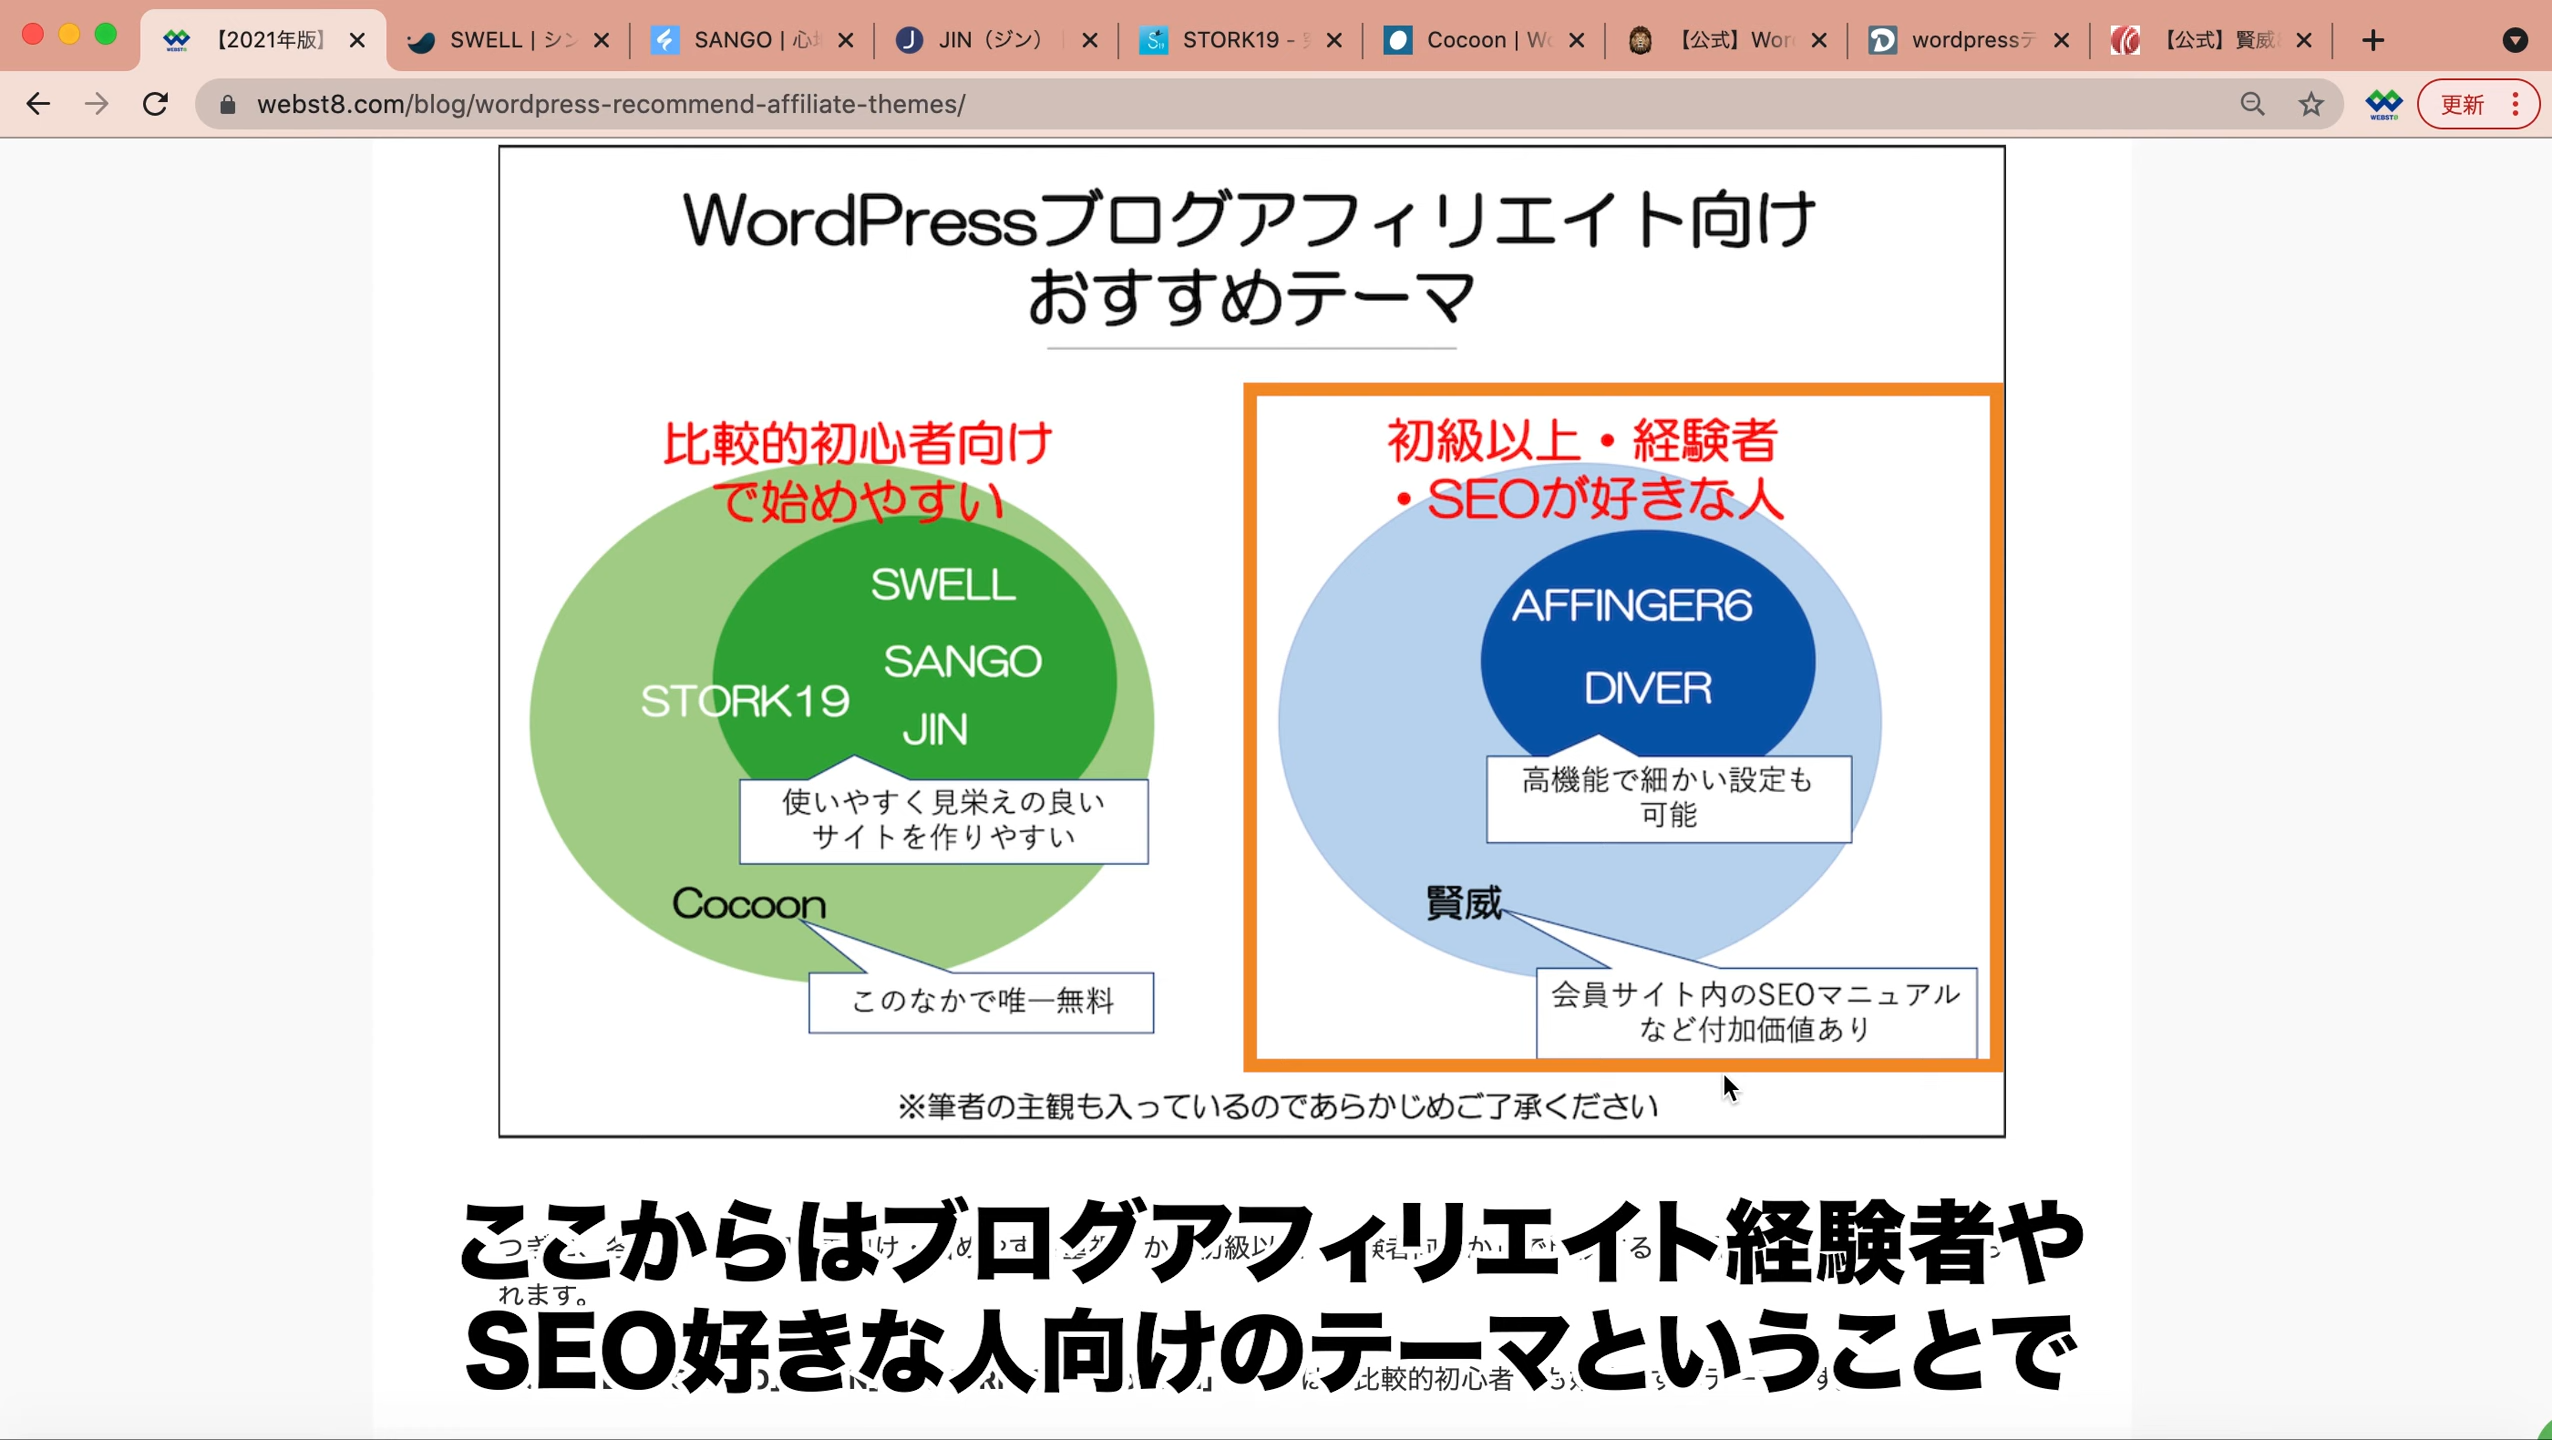 【2021年版】
SWELL | シン
SANGO | 心
JIN（ジン）
STORK19 -
Cocoon | Wo
【公式】Wor
wordpressテ
【公式】賢威
webst8.com/blog/wordpress-recommend-affiliate-themes/
更新
WordPressブログアフィリエイト向け
おすすめテーマ
比較的初心者向け
で始めやすい
SWELL
SANGO
STORK19
JIN
使いやすく見栄えの良い
サイトを作りやすい
Cocoon
このなかで唯一無料
初級以上・経験者
・SEOが好きな人
AFFINGER6
DIVER
高機能で細かい設定も
可能
賢威
会員サイト内のSEOマニュアル
など付加価値あり
※筆者の主観も入っているのであらかじめご了承ください
ここからはブログアフィリエイト経験者や
れます。
SEO好きな人向けのテーマということで
比較的初心者